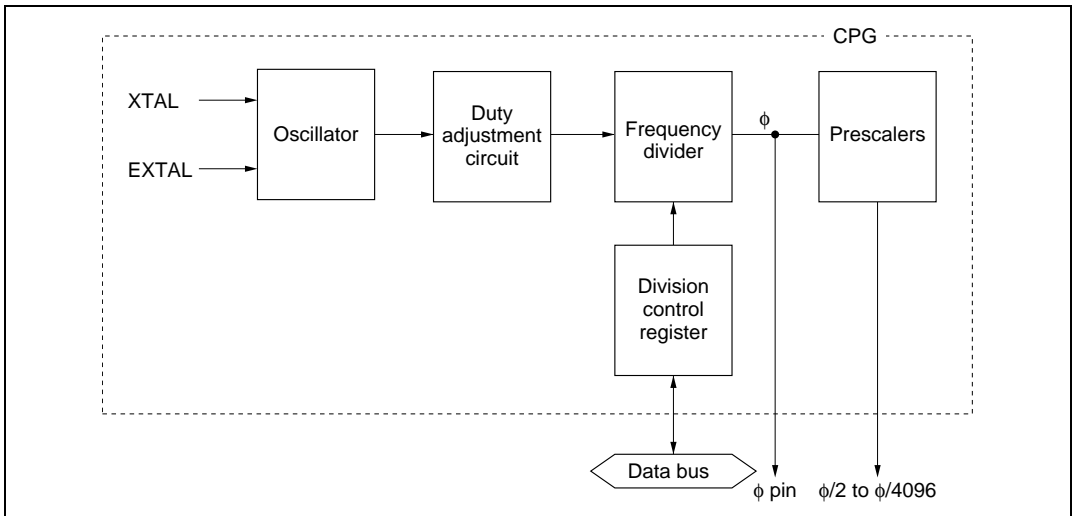 CPG
XTAL
EXTAL
Oscillator
Duty
adjustment
circuit
Frequency
divider
ϕ
Prescalers
Division
control
register
Data bus
ϕ pin
ϕ/2 to ϕ/4096